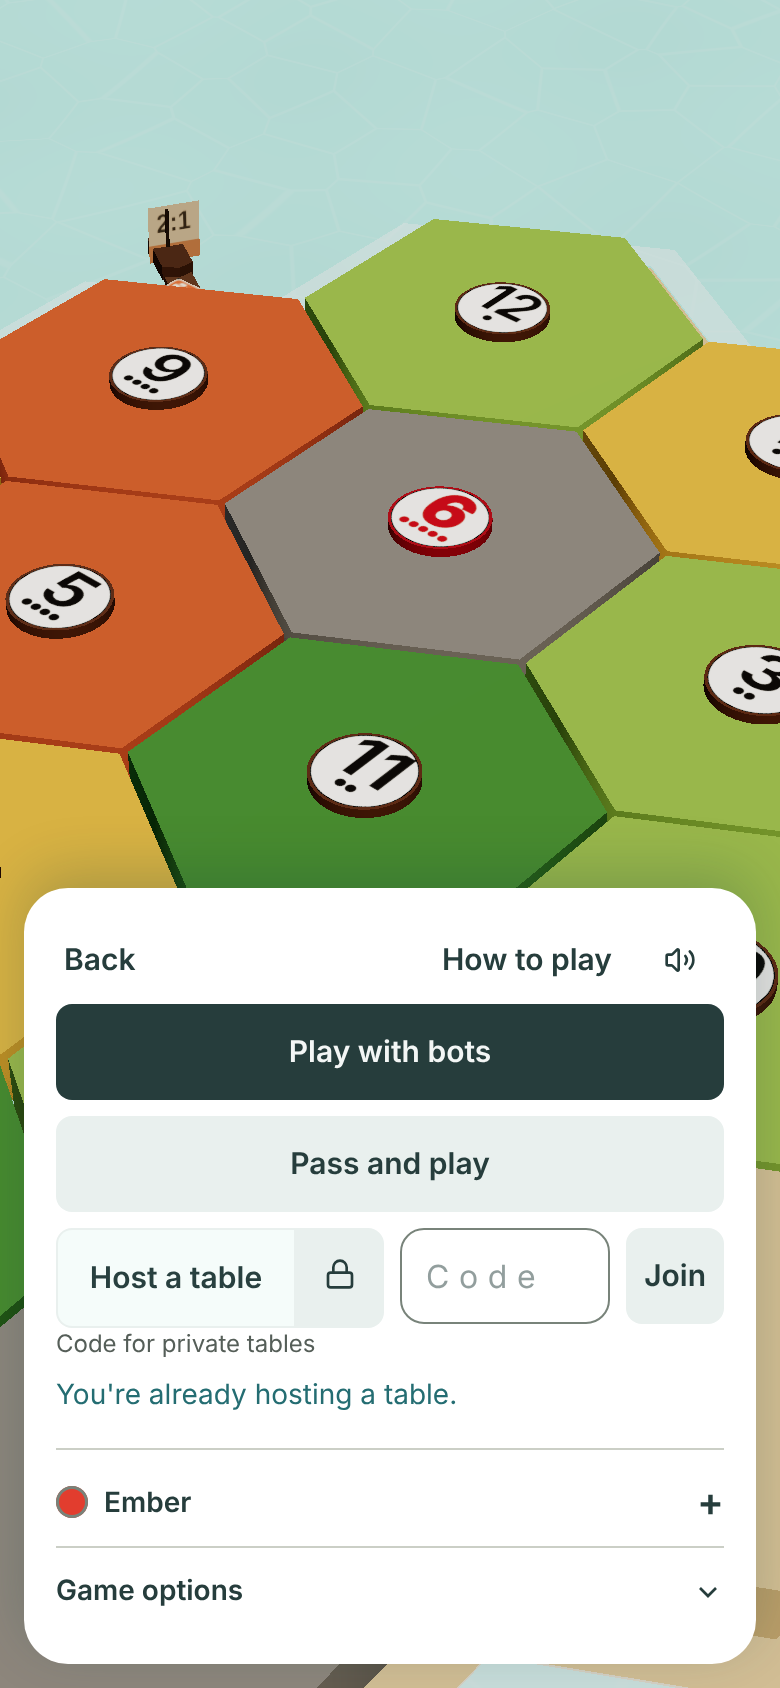 2:1
12
9
6
5
3
11
Back
How to play
Play with bots
Pass and play
Host a table
Code
Join
Code for private tables
You're already hosting a table.
Ember
+
Game options